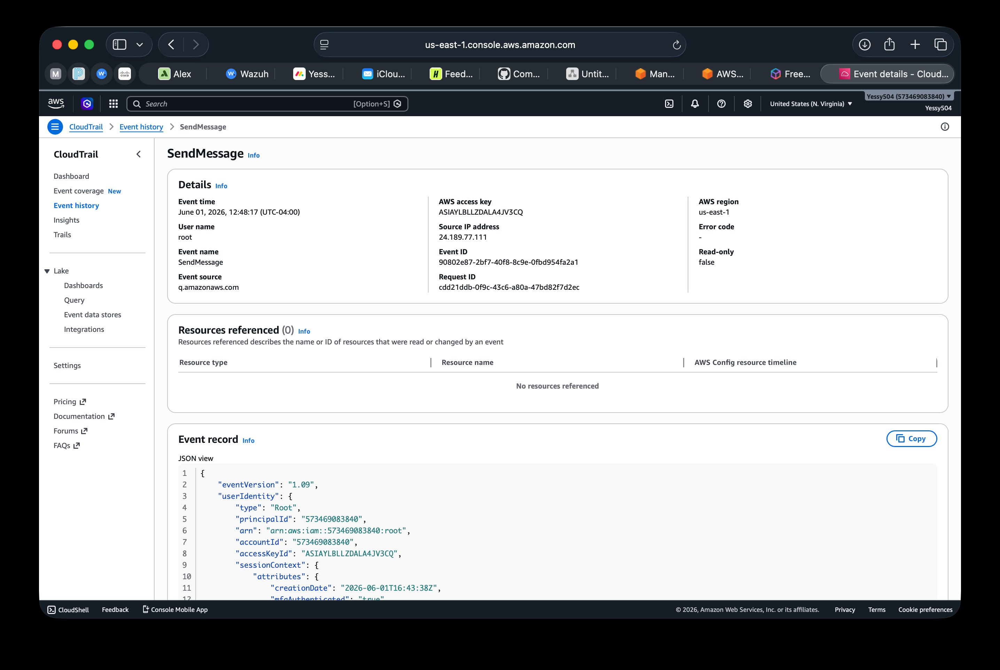 us-east-1.console.aws.amazon.com
M
W.
cisco
Alex
W. Wazuh
Yess...
iClou...
H Feed...
Com...
Untit...
Man...
AWS...
Free...
Event details - Cloud...
aws
Search
[Option+S]
United States (N. Virginia)
Yessy504 (573469083840)
Yessy504
CloudTrail
Event history
SendMessage
CloudTrail
Dashboard
Event coverage New
Event history
Insights
Trails
Lake
Dashboards
Query
Event data stores
Integrations
Settings
Pricing
Documentation
Forums
FAQs
SendMessage Info
Details Info
Event time
June 01, 2026, 12:48:17 (UTC-04:00)
User name
root
Event name
SendMessage
Event source
q.amazonaws.com
AWS access key
ASIAYLBLLZDALA4JV3CQ
Source IP address
24.189.77.111
Event ID
90802e87-2bf7-40f8-8c9e-0fbd954fa2a1
Request ID
cdd21ddb-0f9c-43c6-a80a-47bd82f7d2ec
AWS region
us-east-1
Error code
-
Read-only
false
Resources referenced (0) Info
Resources referenced describes the name or ID of resources that were read or changed by an event
Resource type
Resource name
AWS Config resource timeline
No resources referenced
Event record Info
Copy
JSON view
1 {
2 "eventVersion": "1.09",
3 "userIdentity": {
4 "type": "Root",
5 "principalId": "573469083840",
6 "arn": "arn:aws:iam::573469083840:root",
7 "accountId": "573469083840",
8 "accessKeyId": "ASIAYLBLLZDALA4JV3CQ",
9 "sessionContext": {
10 "attributes": {
11 "creationDate": "2026-06-01T16:43:38Z",
12 "mfaAuthenticated": "true"
CloudShell
Feedback
Console Mobile App
© 2026, Amazon Web Services, Inc. or its affiliates.
Privacy
Terms
Cookie preferences